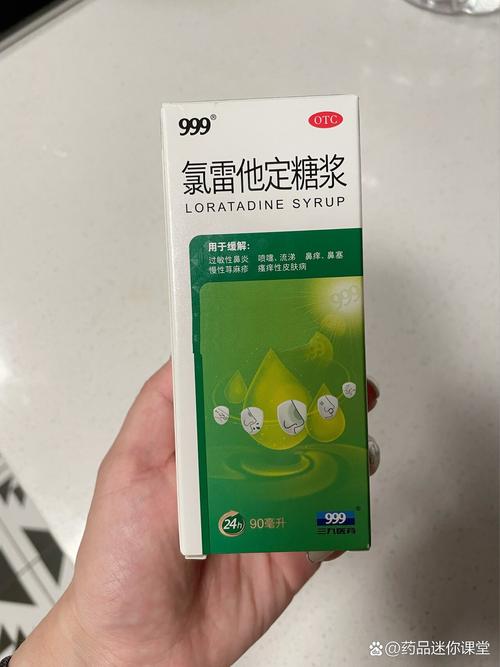 999®
OTC
氯雷他定糖浆
LORATADINE SYRUP
用于缓解:
过敏性鼻炎 喷嚏、流涕 鼻痒、鼻塞
慢性荨麻疹 瘙痒性皮肤病
999
24h
90毫升
999®
三九医药
@药品迷你课堂